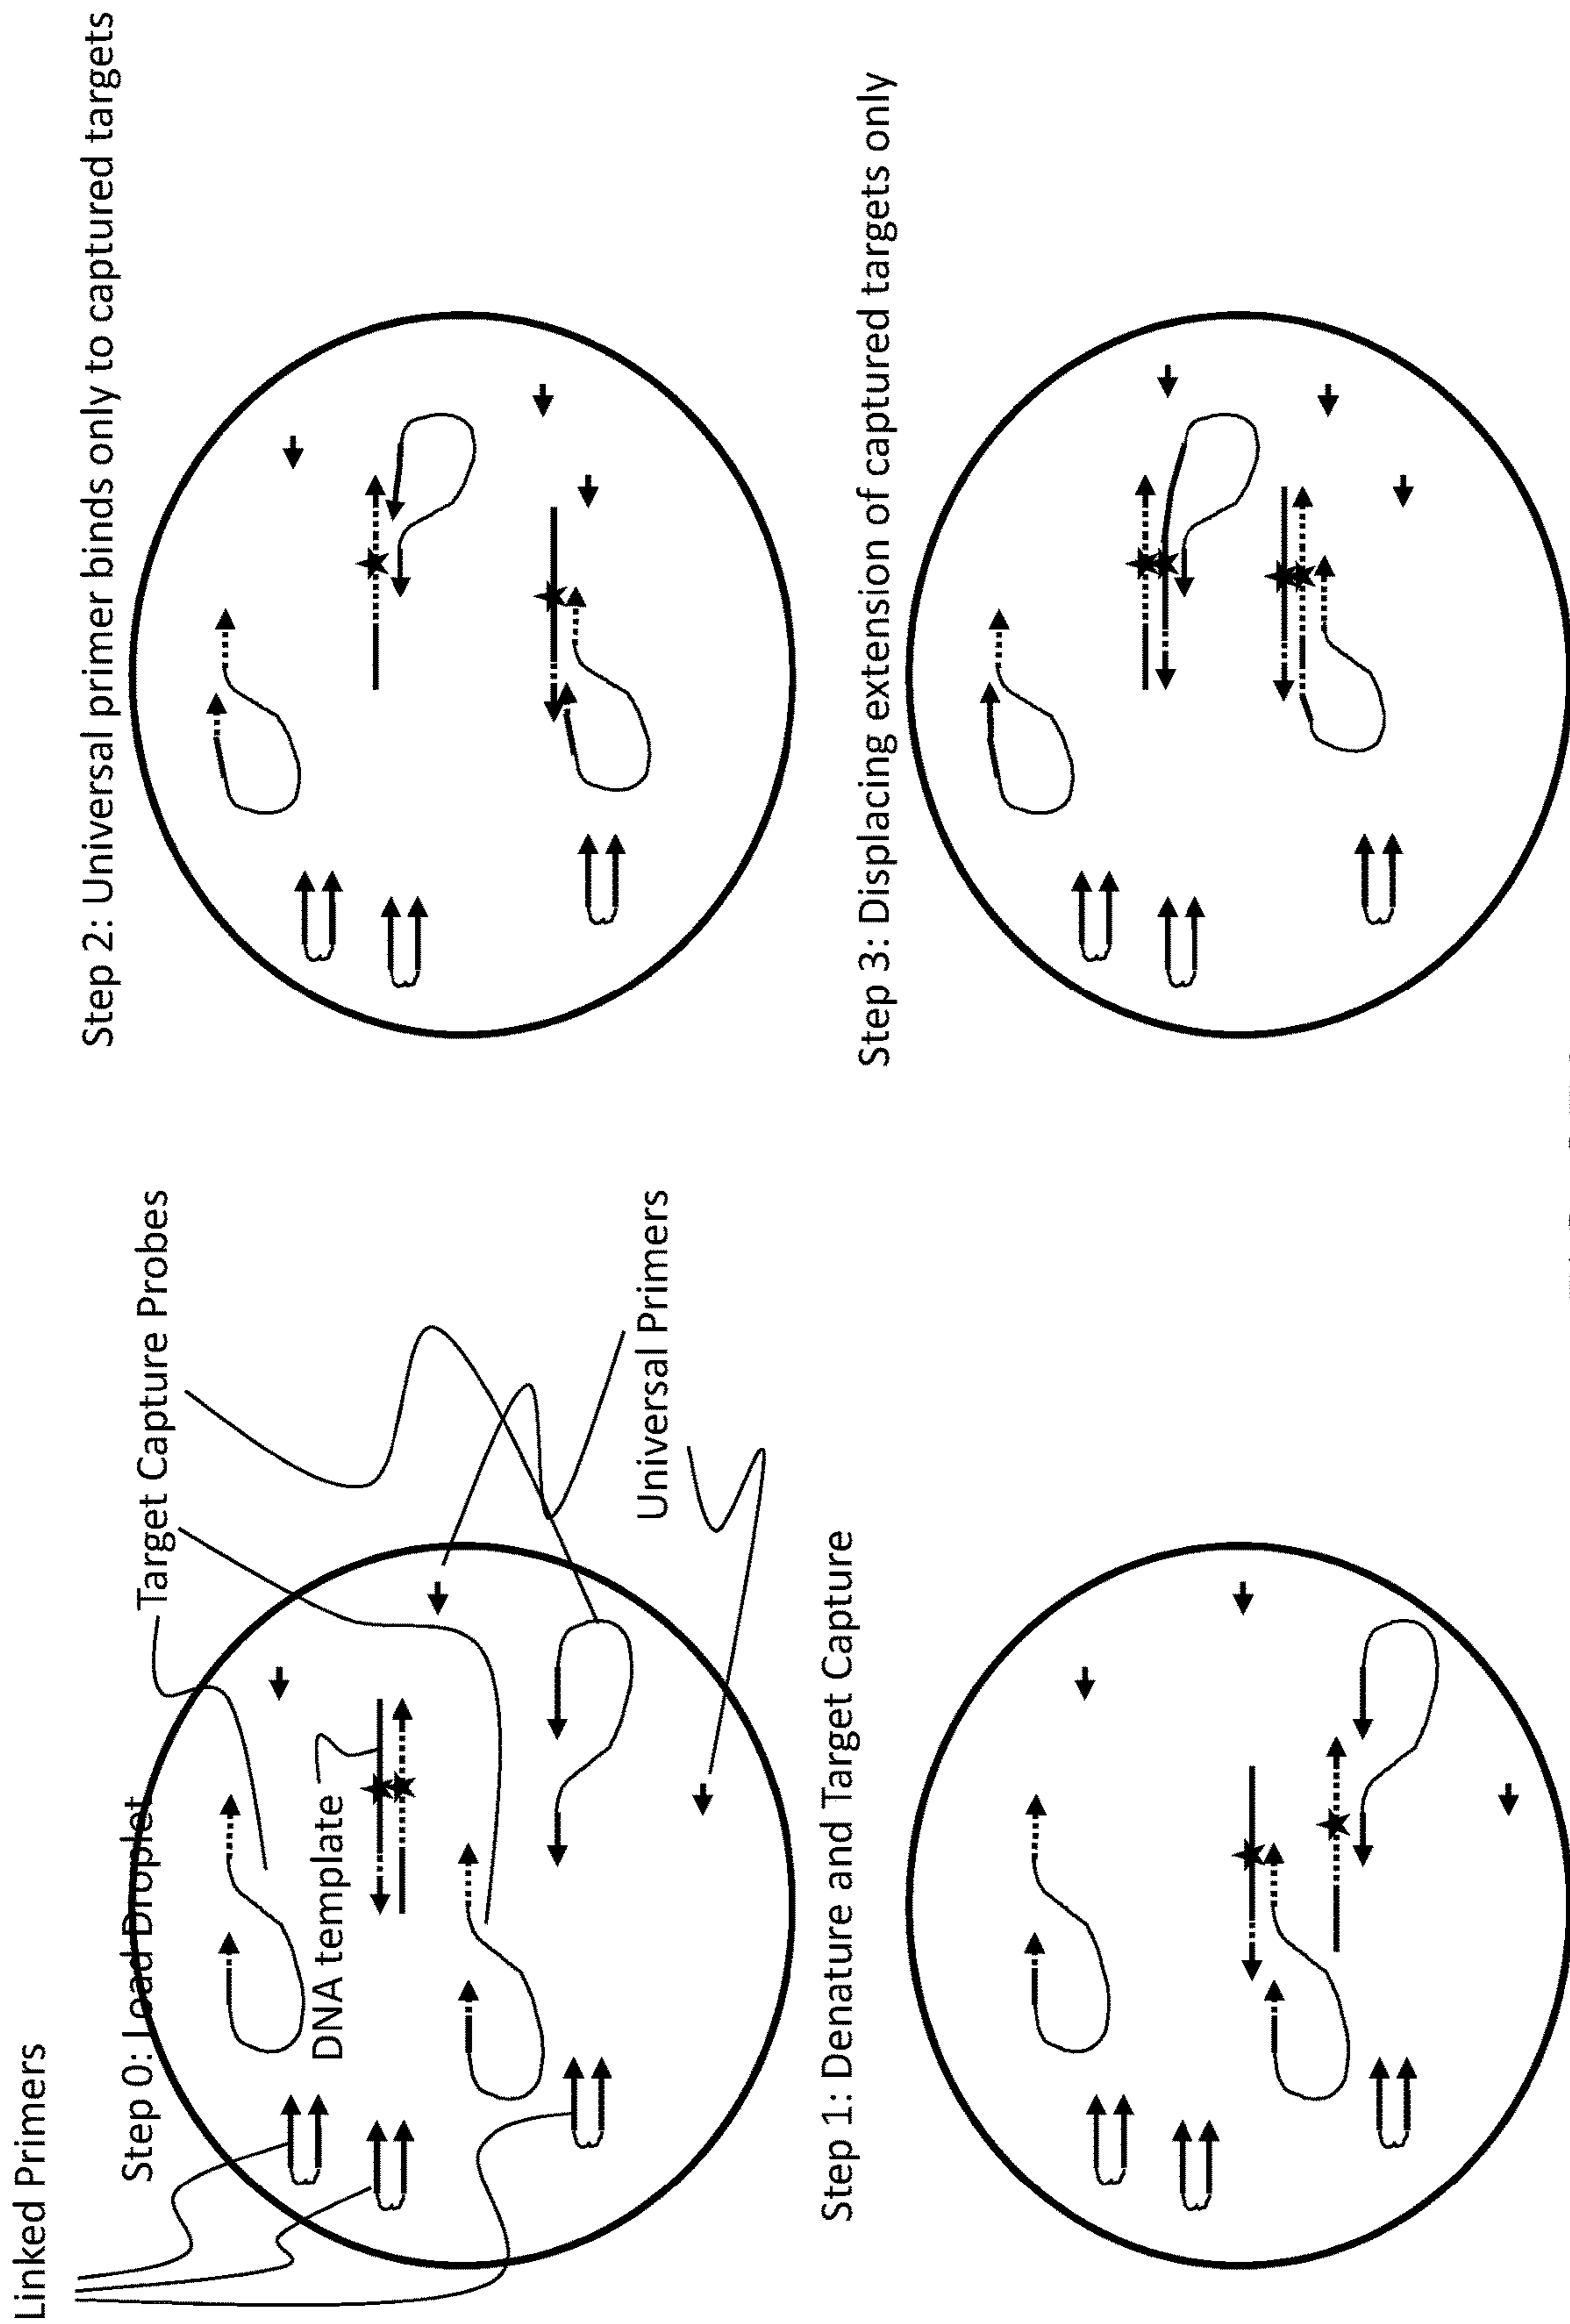 Linked Primers
Step 0: Load Droplet
Target Capture Probes
DNA template
Universal Primers
Step 1: Denature and Target Capture
Step 2: Universal primer binds only to captured targets
Step 3: Displacing extension of captured targets only